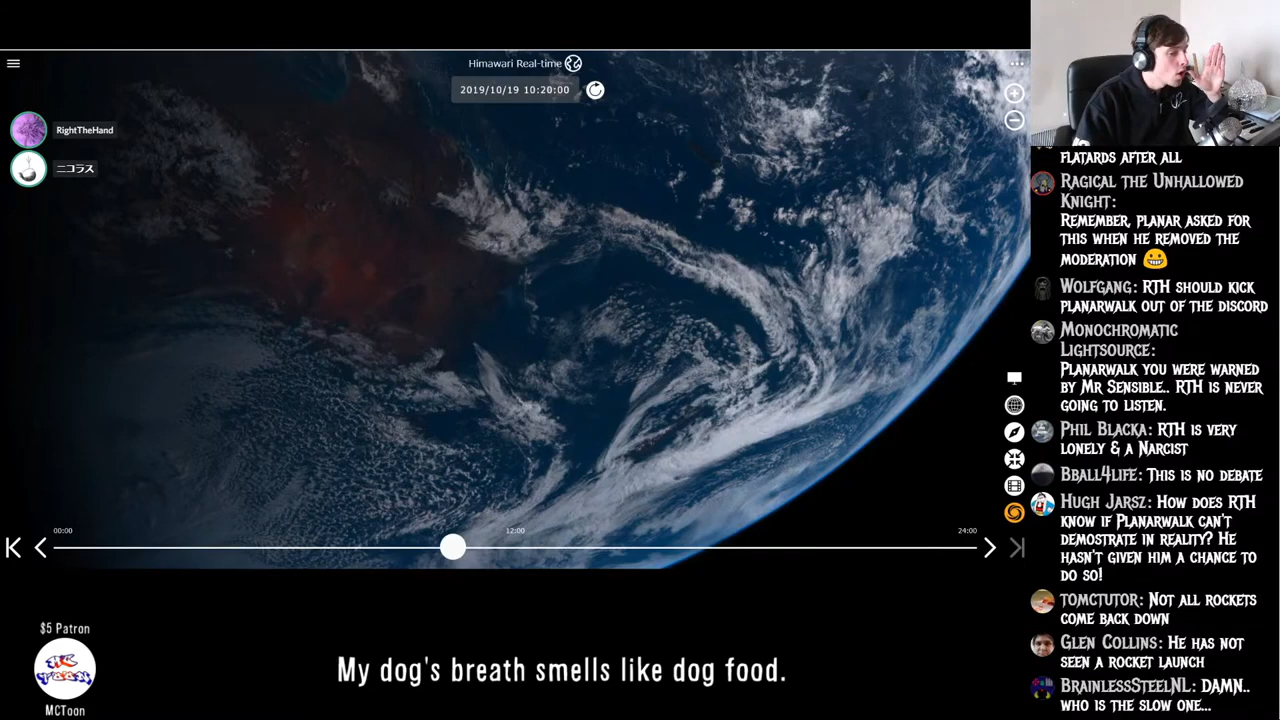 Himawari Real-time
2019/10/19 10:20:00
RightTheHand
ニコラス
00:00
12:00
24:00
$5 Patron
MC
TOON
MCToon
My dog's breath smells like dog food.
FLATARDS AFTER ALL
RAGICAL THE UNHALLOWED
KNIGHT:
REMEMBER, PLANAR ASKED FOR
THIS WHEN HE REMOVED THE
MODERATION
WOLFGANG: RTH SHOULD KICK
PLANARWALK OUT OF THE DISCORD
MONOCHROMATIC
LIGHTSOURCE:
PLANARWALK YOU WERE WARNED
BY MR SENSIBLE.. RTH IS NEVER
GOING TO LISTEN.
PHIL BLACKA: RTH IS VERY
LONELY & A NARCIST
BBALL4LIFE: THIS IS NO DEBATE
HUGH JARSZ: HOW DOES RTH
KNOW IF PLANARWALK CAN'T
DEMOSTRATE IN REALITY? HE
HASN'T GIVEN HIM A CHANCE TO
DO SO!
TOMCTUTOR: NOT ALL ROCKETS
COME BACK DOWN
GLEN COLLINS: HE HAS NOT
SEEN A ROCKET LAUNCH
BRAINLESSSTEELNL: DAMN..
WHO IS THE SLOW ONE...